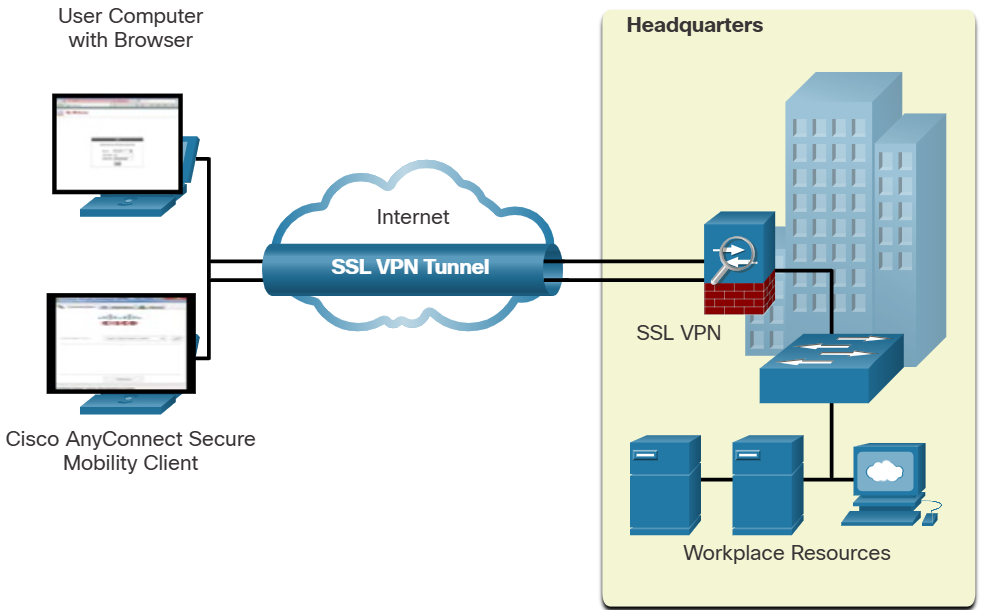 User Computer
with Browser
Headquarters
Internet
SSL VPN Tunnel
SSL VPN
Cisco AnyConnect Secure
Mobility Client
Workplace Resources